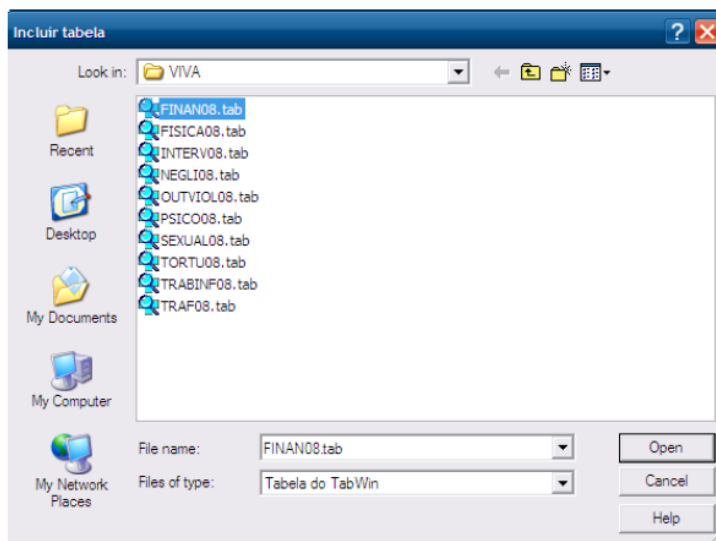 Incluir tabela
?
Look in:
VIVA
Recent
Desktop
My Documents
My Computer
My Network
Places
FINAN08.tab
FISICA08.tab
INTERV08.tab
NEGLI08.tab
OUTVIOL08.tab
PSICO08.tab
SEXUAL08.tab
TORTU08.tab
TRABINF08.tab
TRAF08.tab
File name:
FINAN08.tab
Open
Files of type:
Tabela do TabWin
Cancel
Help